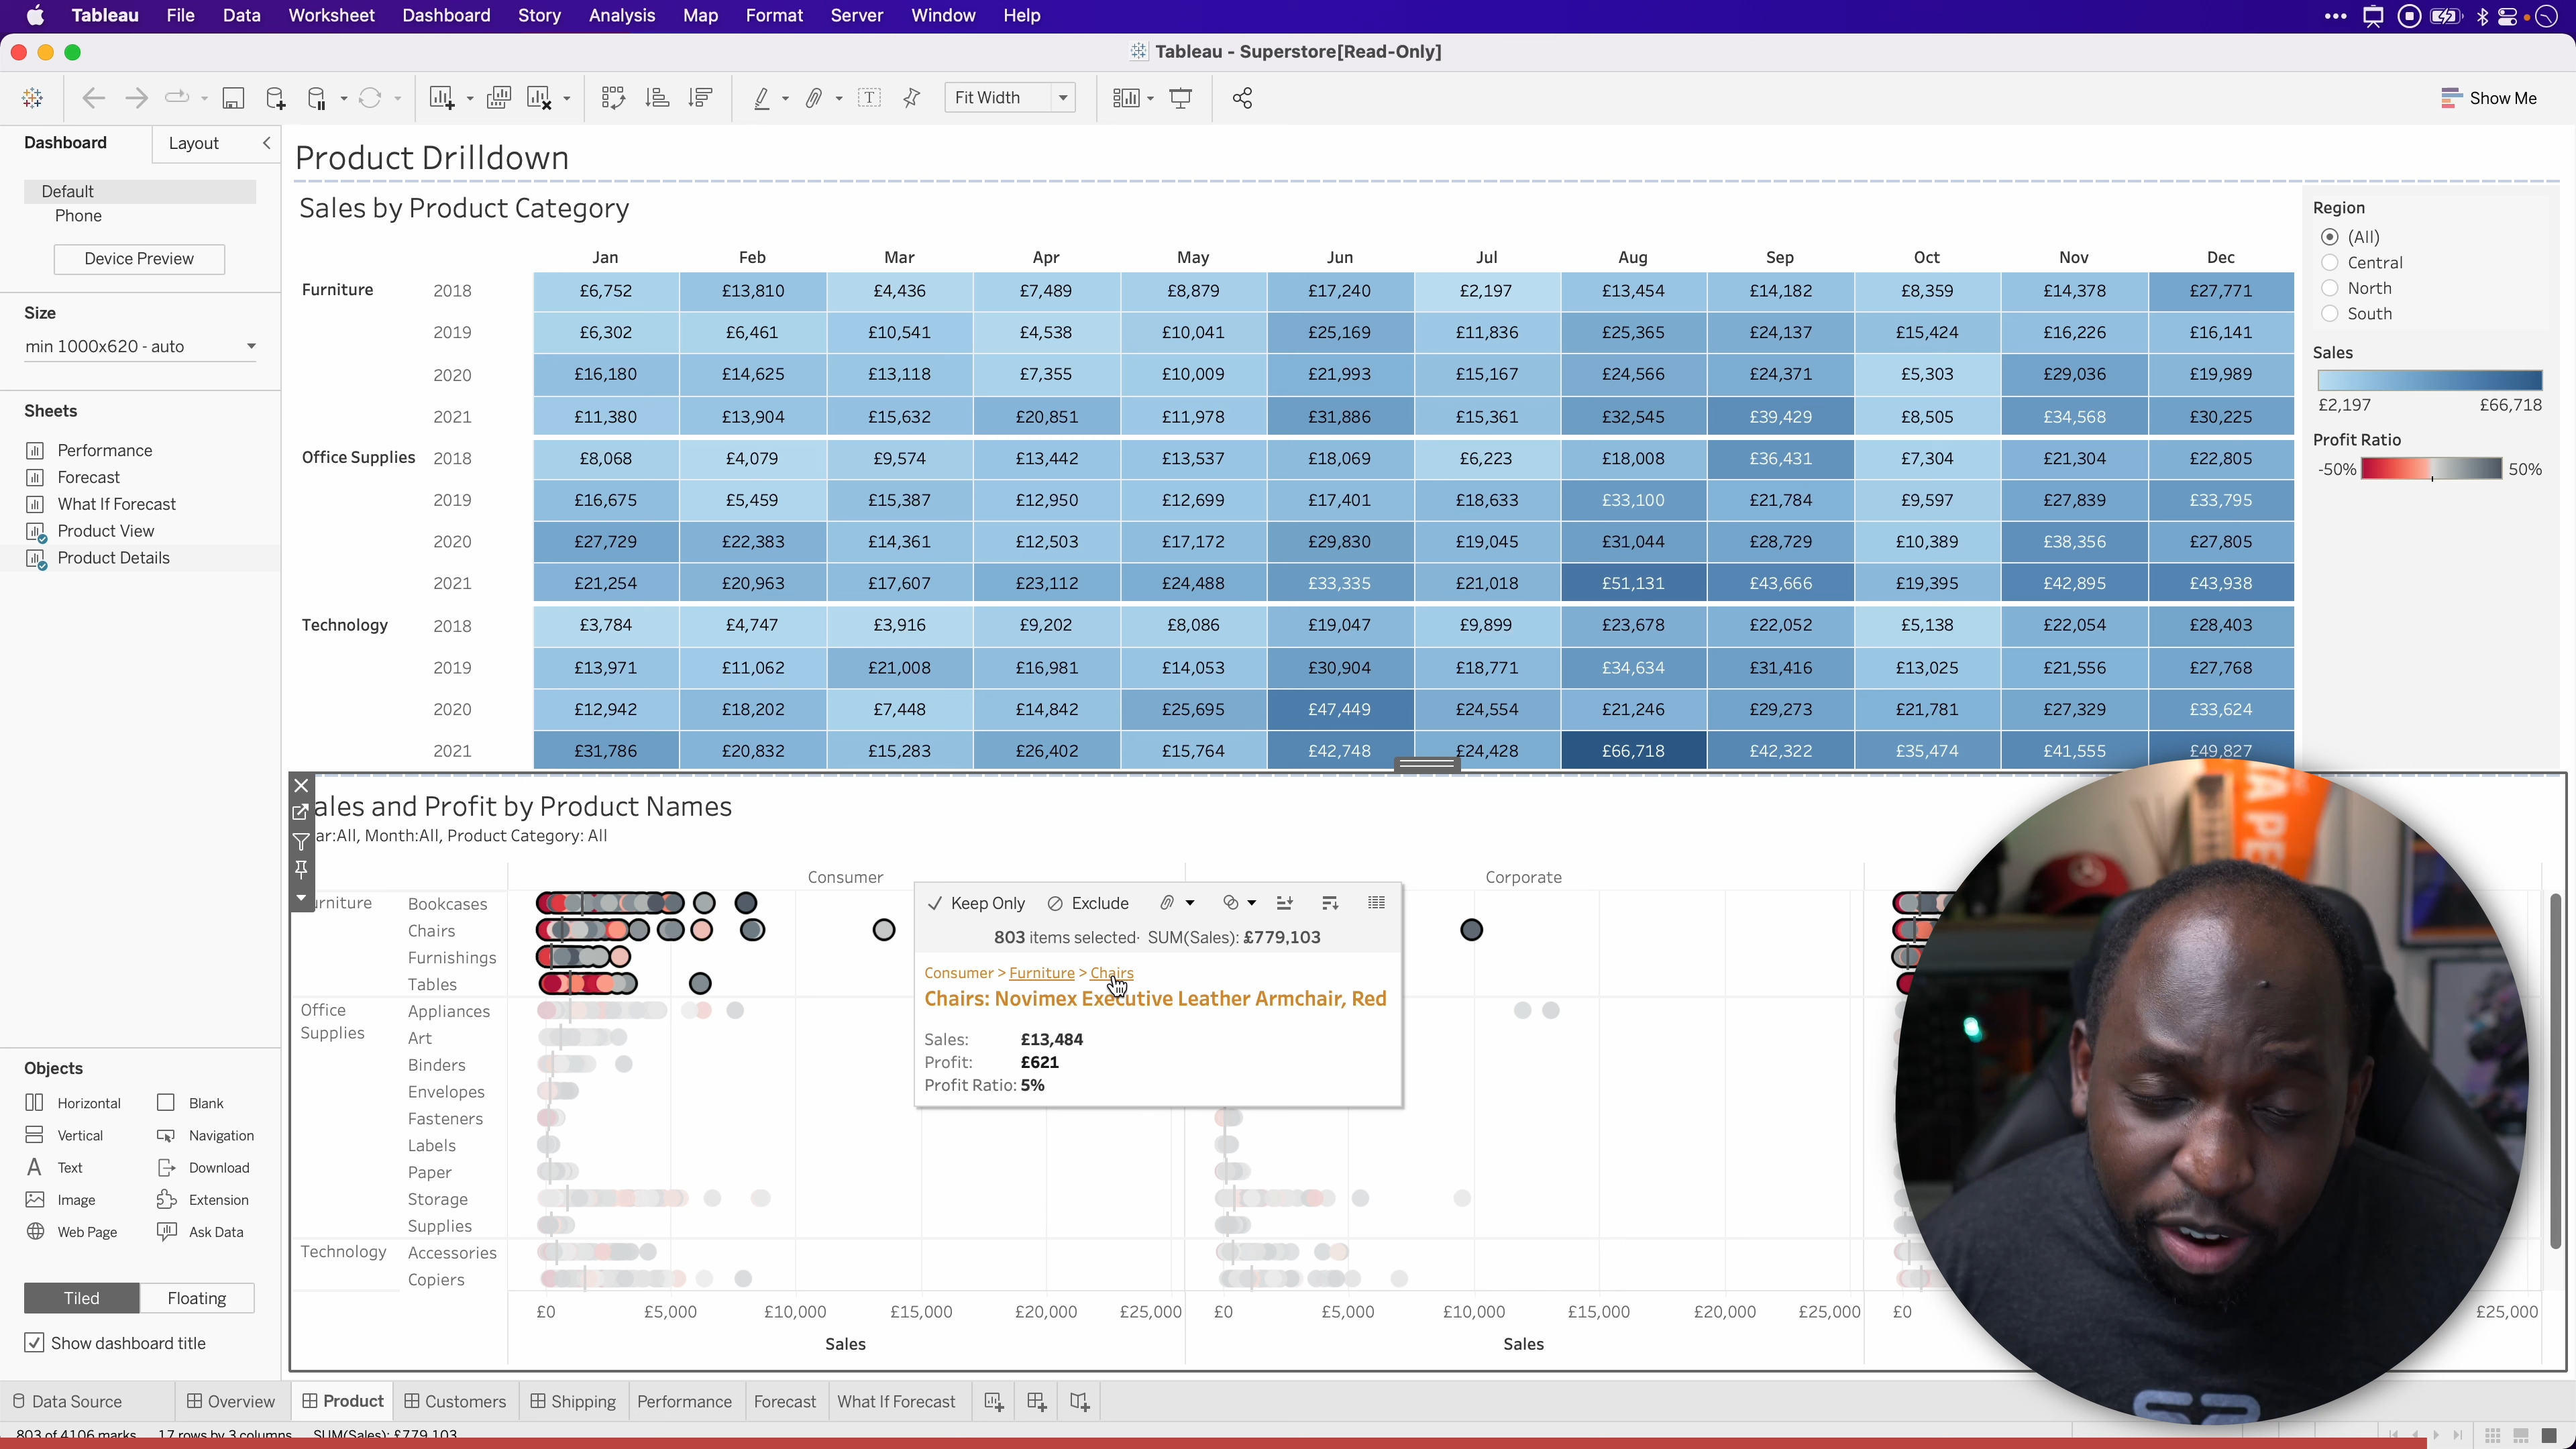 Tableau File Data Worksheet Dashboard Story Analysis Map Format Server Window Help
Tableau - Superstore[Read-Only]
Fit Width
Show Me
Dashboard
Layout
Default
Phone
Device Preview
Size
min 1000x620 - auto
Sheets
Performance
Forecast
What If Forecast
Product View
Product Details
Objects
Horizontal Blank
Vertical Navigation
Text Download
Image Extension
Web Page Ask Data
Tiled Floating
Show dashboard title
Product Drilldown
Sales by Product Category
Jan Feb Mar Apr May Jun Jul Aug Sep Oct Nov Dec
Furniture 2018 £6,752 £13,810 £4,436 £7,489 £8,879 £17,240 £2,197 £13,454 £14,182 £8,359 £14,378 £27,771
2019 £6,302 £6,461 £10,541 £4,538 £10,041 £25,169 £11,836 £25,365 £24,137 £15,424 £16,226 £16,141
2020 £16,180 £14,625 £13,118 £7,355 £10,009 £21,993 £15,167 £24,566 £24,371 £5,303 £29,036 £19,989
2021 £11,380 £13,904 £15,632 £20,851 £11,978 £31,886 £15,361 £32,545 £39,429 £8,505 £34,568 £30,225
Office Supplies 2018 £8,068 £4,079 £9,574 £13,442 £13,537 £18,069 £6,223 £18,008 £36,431 £7,304 £21,304 £22,805
2019 £16,675 £5,459 £15,387 £12,950 £12,699 £17,401 £18,633 £33,100 £21,784 £9,597 £27,839 £33,795
2020 £27,729 £22,383 £14,361 £12,503 £17,172 £29,830 £19,045 £31,044 £28,729 £10,389 £38,356 £27,805
2021 £21,254 £20,963 £17,607 £23,112 £24,488 £33,335 £21,018 £51,131 £43,666 £19,395 £42,895 £43,938
Technology 2018 £3,784 £4,747 £3,916 £9,202 £8,086 £19,047 £9,899 £23,678 £22,052 £5,138 £22,054 £28,403
2019 £13,971 £11,062 £21,008 £16,981 £14,053 £30,904 £18,771 £34,634 £31,416 £13,025 £21,556 £27,768
2020 £12,942 £18,202 £7,448 £14,842 £25,695 £47,449 £24,554 £21,246 £29,273 £21,781 £27,329 £33,624
2021 £31,786 £20,832 £15,283 £26,402 £15,764 £42,748 £24,428 £66,718 £42,322 £35,474 £41,555 £49,827
Region
(All)
Central
North
South
Sales
£2,197 £66,718
Profit Ratio
-50% 50%
ales and Profit by Product Names
ar:All, Month:All, Product Category: All
Consumer Corporate
urniture Bookcases
Chairs
Furnishings
Tables
Office
Supplies
Appliances
Art
Binders
Envelopes
Fasteners
Labels
Paper
Storage
Supplies
Technology Accessories
Copiers
Keep Only Exclude
803 items selected· SUM(Sales): £779,103
Consumer > Furniture > Chairs
Chairs: Novimex Executive Leather Armchair, Red
Sales: £13,484
Profit: £621
Profit Ratio: 5%
£0 £5,000 £10,000 £15,000 £20,000 £25,000 £0 £5,000 £10,000 £15,000 £20,000 £25,000 £0 £25,000
Sales Sales
Data Source Overview Product Customers Shipping Performance Forecast What If Forecast
803 of 4106 marks 17 rows by 3 columns SUM(Sales): £779,103